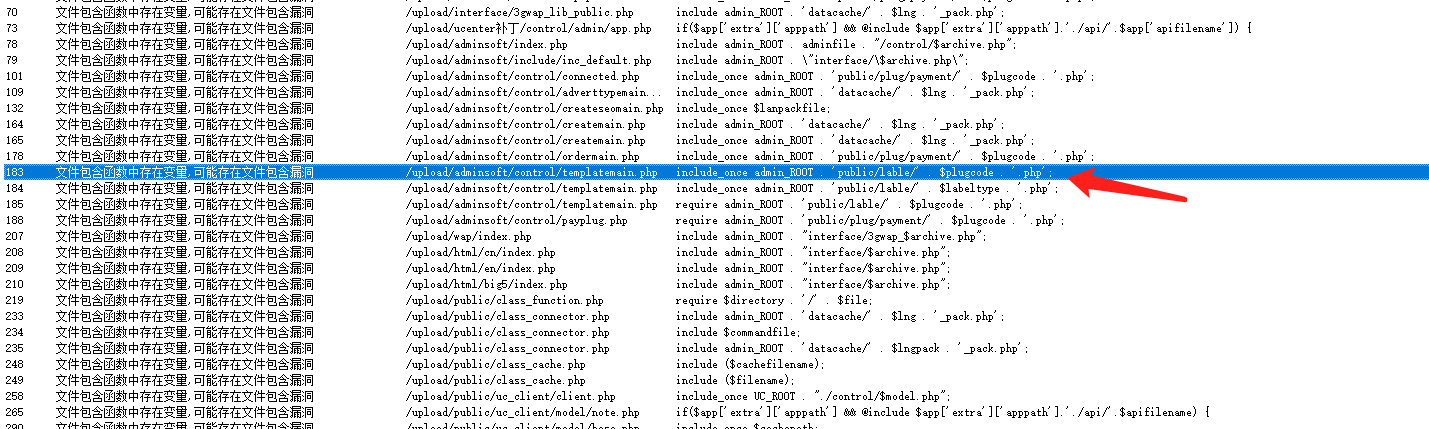 70 文件包含函数中存在变量,可能存在文件包含漏洞 /upload/interface/3gwap_lib_public.php include admin_ROOT . 'datacache/' . $lng . '_pack.php';
73 文件包含函数中存在变量,可能存在文件包含漏洞 /upload/ucenter补丁/control/admin/app.php if($app['extra']['apppath'] && @include $app['extra']['apppath'].'./api/'.$app['apifilename']) {
78 文件包含函数中存在变量,可能存在文件包含漏洞 /upload/adminsoft/index.php include admin_ROOT . adminfile . "/control/$archive.php";
79 文件包含函数中存在变量,可能存在文件包含漏洞 /upload/adminsoft/include/inc_default.php include admin_ROOT . \"interface/\$archive.php\";
101 文件包含函数中存在变量,可能存在文件包含漏洞 /upload/adminsoft/control/connected.php include_once admin_ROOT . 'public/plug/payment/' . $plugcode . '.php';
109 文件包含函数中存在变量,可能存在文件包含漏洞 /upload/adminsoft/control/adverttypemain... include_once admin_ROOT . 'datacache/' . $lng . '_pack.php';
132 文件包含函数中存在变量,可能存在文件包含漏洞 /upload/adminsoft/control/createseomain.php include_once $lanpackfile;
164 文件包含函数中存在变量,可能存在文件包含漏洞 /upload/adminsoft/control/createmain.php include admin_ROOT . 'datacache/' . $lng . '_pack.php';
165 文件包含函数中存在变量,可能存在文件包含漏洞 /upload/adminsoft/control/createmain.php include admin_ROOT . 'datacache/' . $lng . '_pack.php';
178 文件包含函数中存在变量,可能存在文件包含漏洞 /upload/adminsoft/control/ordermain.php include_once admin_ROOT . 'public/plug/payment/' . $plugcode . '.php';
183 文件包含函数中存在变量,可能存在文件包含漏洞 /upload/adminsoft/control/templatemain.php include_once admin_ROOT . 'public/lable/' . $plugcode . '.php';
184 文件包含函数中存在变量,可能存在文件包含漏洞 /upload/adminsoft/control/templatemain.php include_once admin_ROOT . 'public/lable/' . $labeltype . '.php';
185 文件包含函数中存在变量,可能存在文件包含漏洞 /upload/adminsoft/control/templatemain.php require admin_ROOT . 'public/lable/' . $plugcode . '.php';
188 文件包含函数中存在变量,可能存在文件包含漏洞 /upload/adminsoft/control/payplug.php require admin_ROOT . 'public/plug/payment/' . $plugcode . '.php';
207 文件包含函数中存在变量,可能存在文件包含漏洞 /upload/wap/index.php include admin_ROOT . "interface/3gwap_$archive.php";
208 文件包含函数中存在变量,可能存在文件包含漏洞 /upload/html/cn/index.php include admin_ROOT . "interface/$archive.php";
209 文件包含函数中存在变量,可能存在文件包含漏洞 /upload/html/en/index.php include admin_ROOT . "interface/$archive.php";
210 文件包含函数中存在变量,可能存在文件包含漏洞 /upload/html/big5/index.php include admin_ROOT . "interface/$archive.php";
219 文件包含函数中存在变量,可能存在文件包含漏洞 /upload/public/class_function.php require $directory . '/' . $file;
233 文件包含函数中存在变量,可能存在文件包含漏洞 /upload/public/class_connector.php include admin_ROOT . 'datacache/' . $lng . '_pack.php';
234 文件包含函数中存在变量,可能存在文件包含漏洞 /upload/public/class_connector.php include $commandfile;
235 文件包含函数中存在变量,可能存在文件包含漏洞 /upload/public/class_connector.php include admin_ROOT . 'datacache/' . $lngpack . '_pack.php';
248 文件包含函数中存在变量,可能存在文件包含漏洞 /upload/public/class_cache.php include ($cachefilename);
249 文件包含函数中存在变量,可能存在文件包含漏洞 /upload/public/class_cache.php include ($filename);
258 文件包含函数中存在变量,可能存在文件包含漏洞 /upload/public/uc_client/client.php include_once UC_ROOT . "./control/$model.php";
265 文件包含函数中存在变量,可能存在文件包含漏洞 /upload/public/uc_client/model/note.php if($app['extra']['apppath'] && @include $app['extra']['apppath'].'./api/'.$apifilename) {
290 文件包含函数中存在变量,可能存在文件包含漏洞 /upload/public/uc_client/model/base.php include_once $cachepath;